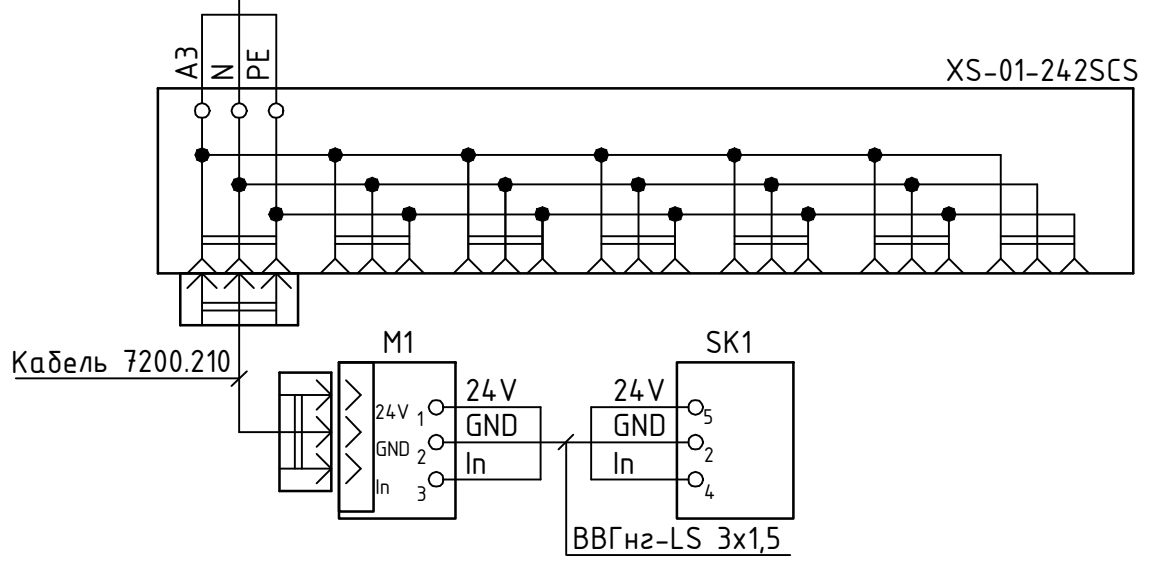 А3
N
PE
XS-01-242SCS
Кабель 7200.210
M1
SK1
24V
24V
24V 1
5
GND
GND
GND 2
2
In
In
In 3
4
ВВГнг-LS 3x1,5